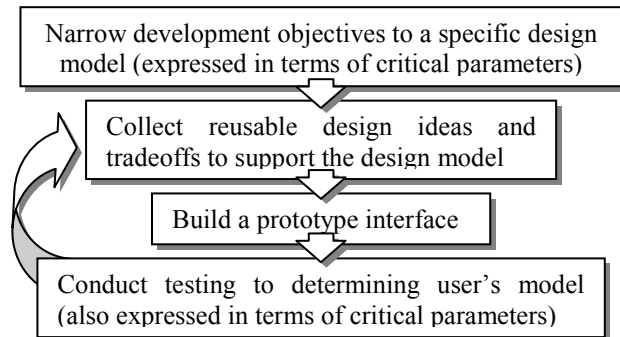 Narrow development objectives to a specific design
model (expressed in terms of critical parameters)
Collect reusable design ideas and
tradeoffs to support the design model
Build a prototype interface
Conduct testing to determining user's model
(also expressed in terms of critical parameters)